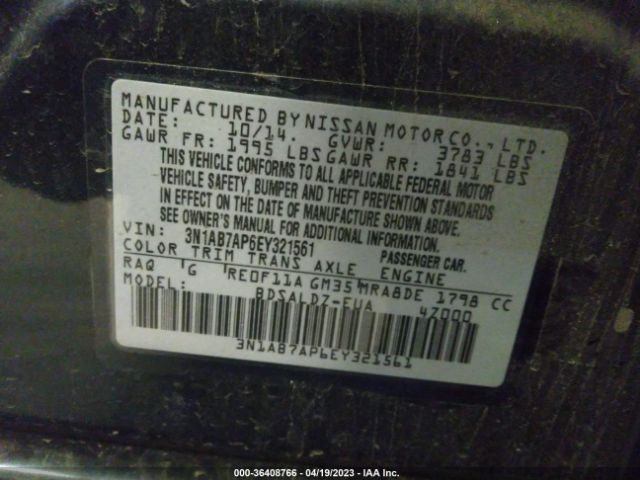 MANUFACTURED BY NISSAN MOTOR CO., LTD.
DATE: 10/14. GVWR: 3783 LBS
GAWR FR: 1995 LBS GAWR RR: 1841 LBS
THIS VEHICLE CONFORMS TO ALL APPLICABLE FEDERAL MOTOR
VEHICLE SAFETY, BUMPER AND THEFT PREVENTION STANDARDS
IN EFFECT ON THE DATE OF MANUFACTURE SHOWN ABOVE.
SEE OWNER'S MANUAL FOR ADDITIONAL INFORMATION.
VIN: 3N1AB7AP6EY321561 PASSENGER CAR.
COLOR TRIM TRANS AXLE ENGINE
RAQ G RE0F11A GM35 MRA8DE 1798 CC
MODEL: BDSALDZ-EUA 47000
3N1AB7AP6EY321561
000-36408766 - 04/19/2023 - IAA Inc.